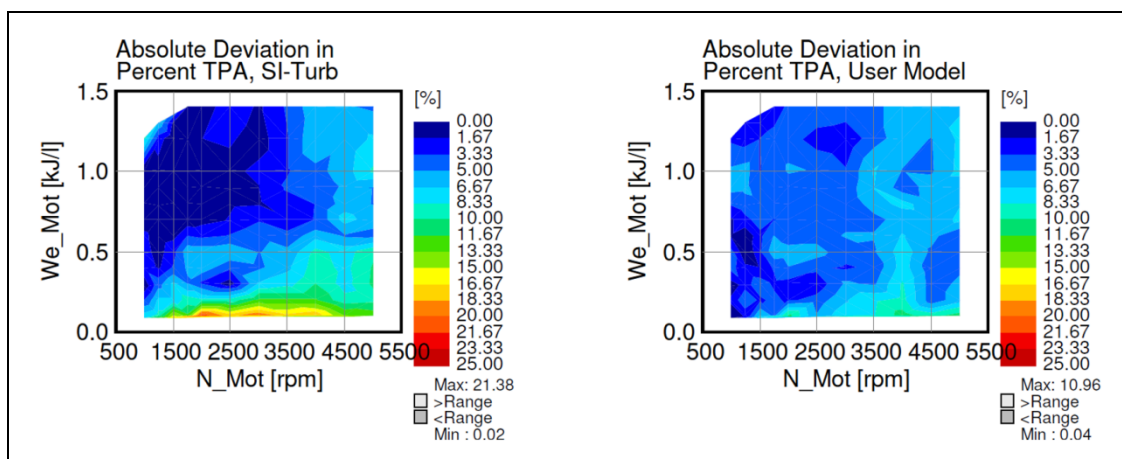 Absolute Deviation in
Percent TPA, SI-Turb
1.5
1.0
0.5
0.0
We_Mot [kJ/l]
500 1500 2500 3500 4500 5500
N_Mot [rpm]
[%]
0.00
1.67
3.33
5.00
6.67
8.33
10.00
11.67
13.33
15.00
16.67
18.33
20.00
21.67
23.33
25.00
Max: 21.38
>Range
<Range
Min : 0.02
Absolute Deviation in
Percent TPA, User Model
1.5
1.0
0.5
0.0
We_Mot [kJ/l]
500 1500 2500 3500 4500 5500
N_Mot [rpm]
[%]
0.00
1.67
3.33
5.00
6.67
8.33
10.00
11.67
13.33
15.00
16.67
18.33
20.00
21.67
23.33
25.00
Max: 10.96
>Range
<Range
Min : 0.04